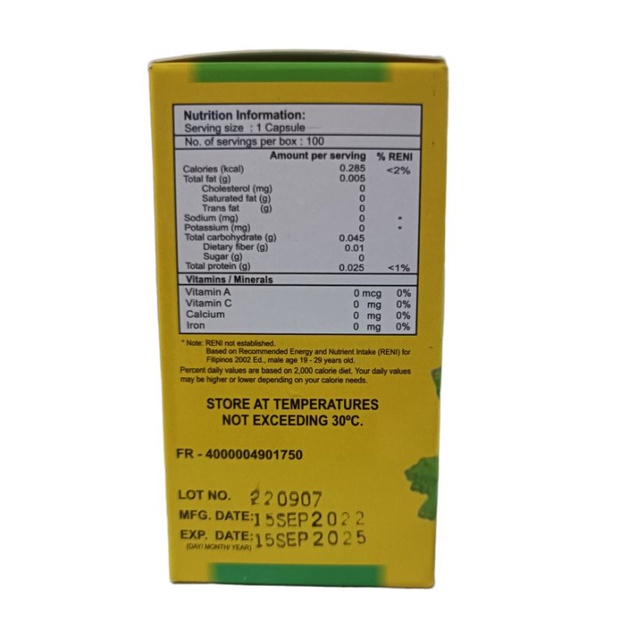 Nutrition Information:
Serving size : 1 Capsule
No. of servings per box : 100
Amount per serving % RENI
Calories (kcal) 0.285 <2%
Total fat (g) 0.005
Cholesterol (mg) 0
Saturated fat (g) 0
Trans fat (g) 0
Sodium (mg) 0 *
Potassium (mg) 0 *
Total carbohydrate (g) 0.045
Dietary fiber (g) 0.01
Sugar (g) 0
Total protein (g) 0.025 <1%
Vitamins / Minerals
Vitamin A 0 mcg 0%
Vitamin C 0 mg 0%
Calcium 0 mg 0%
Iron 0 mg 0%
* Note: RENI not established.
Based on Recommended Energy and Nutrient Intake (RENI) for
Filipinos 2002 Ed., male age 19 - 29 years old.
Percent daily values are based on 2,000 calorie diet. Your daily values
may be higher or lower depending on your calorie needs.
STORE AT TEMPERATURES
NOT EXCEEDING 30ºC.
FR - 4000004901750
LOT NO. 220907
MFG. DATE: 15SEP2022
EXP. DATE: 15SEP2025
(DAY/ MONTH/ YEAR)